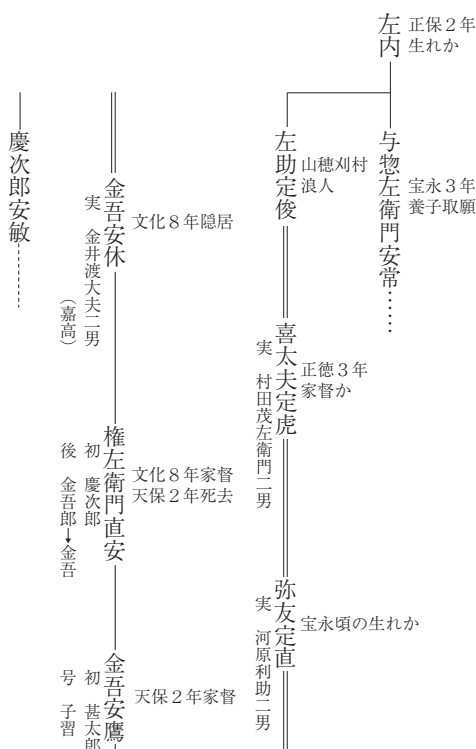 左内
正保2年
生れか
与惣左衛門安常……
宝永3年
養子取願
左助定俊
山穂刈村
浪人
喜太夫定虎
実　村田茂左衛門二男
正徳3年
家督か
弥友定直
実　河原利助二男
宝永頃の生れか
金吾安休
実　金井渡大夫二男
（嘉高）
文化8年隠居
権左衛門直安
初　慶次郎
後　金吾郎→金吾
文化8年家督
天保2年死去
金吾安鷹
初　甚太郎
号　子習
天保2年家督
慶次郎安敏